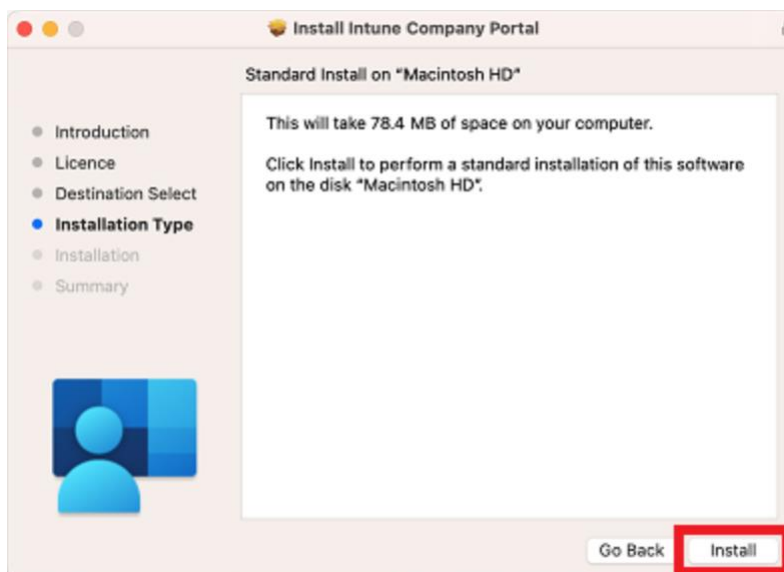 Install Intune Company Portal
Standard Install on "Macintosh HD"
Introduction
Licence
Destination Select
Installation Type
Installation
Summary
This will take 78.4 MB of space on your computer.
Click Install to perform a standard installation of this software
on the disk "Macintosh HD".
Go Back
Install